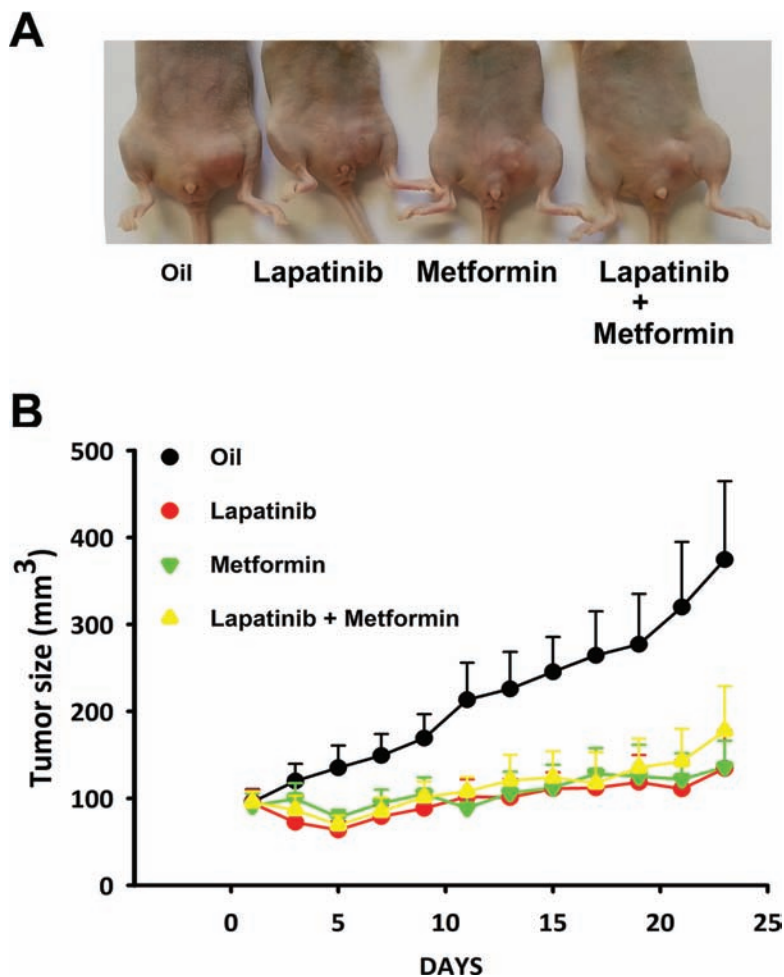 A
Oil
Lapatinib
Metformin
Lapatinib
+
Metformin
B
Tumor size (mm³)
500
400
300
200
100
0
Oil
Lapatinib
Metformin
Lapatinib + Metformin
0 5 10 15 20 25
DAYS